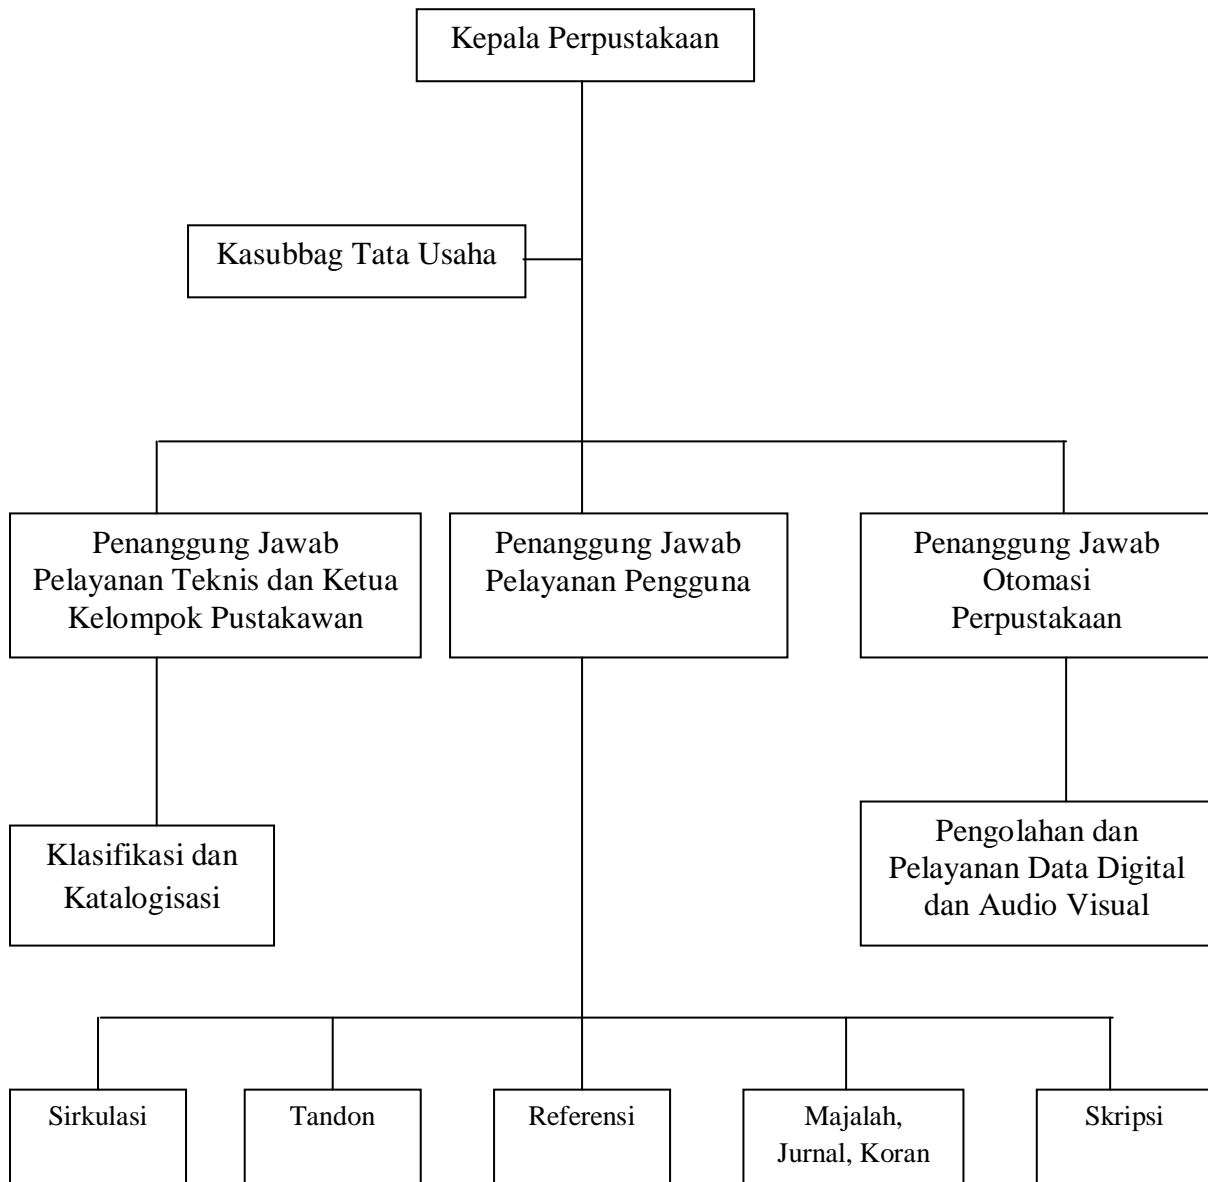 Kepala Perpustakaan
Kasubbag Tata Usaha
Penanggung Jawab
Pelayanan Teknis dan Ketua
Kelompok Pustakawan
Penanggung Jawab
Pelayanan Pengguna
Penanggung Jawab
Otomasi
Perpustakaan
Klasifikasi dan
Katalogisasi
Pengolahan dan
Pelayanan Data Digital
dan Audio Visual
Sirkulasi
Tandon
Referensi
Majalah,
Jurnal, Koran
Skripsi